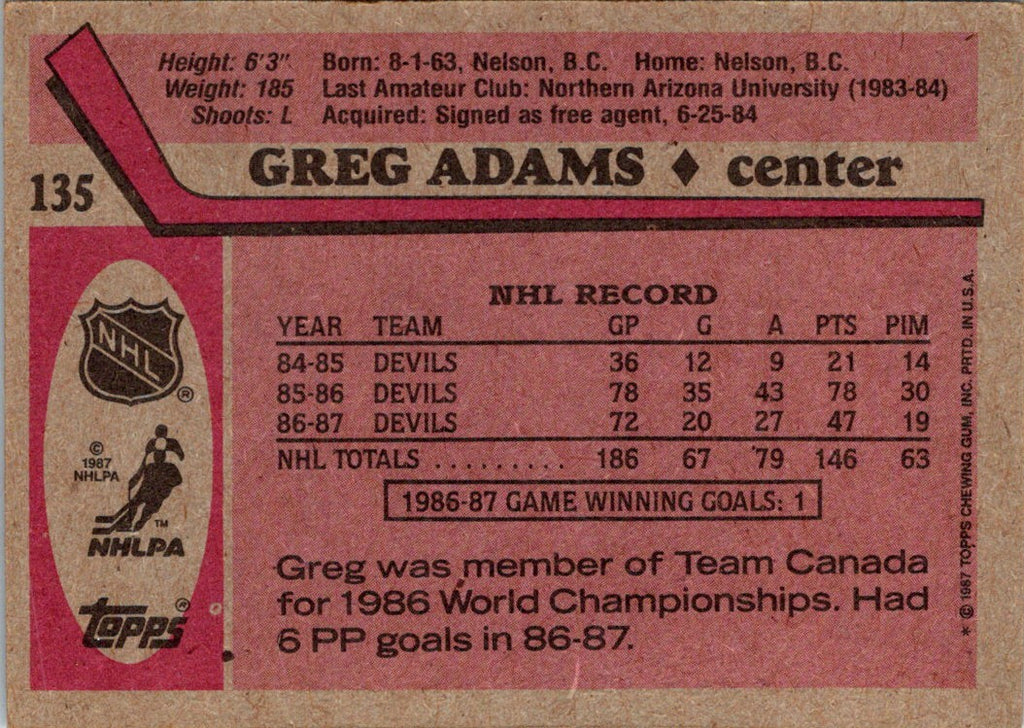 Height: 6'3" Born: 8-1-63, Nelson, B.C. Home: Nelson, B.C.
Weight: 185 Last Amateur Club: Northern Arizona University (1983-84)
Shoots: L Acquired: Signed as free agent, 6-25-84
135
GREG ADAMS ♦ center
NHL RECORD
YEAR TEAM GP G A PTS PIM
84-85 DEVILS 36 12 9 21 14
85-86 DEVILS 78 35 43 78 30
86-87 DEVILS 72 20 27 47 19
NHL TOTALS .......... 186 67 79 146 63
1986-87 GAME WINNING GOALS: 1
Greg was member of Team Canada
for 1986 World Championships. Had
6 PP goals in 86-87.
NHL ®
©
1987
NHLPA
TM
NHLPA
Topps ®
* © 1987 TOPPS CHEWING GUM, INC. PRTD. IN U.S.A.